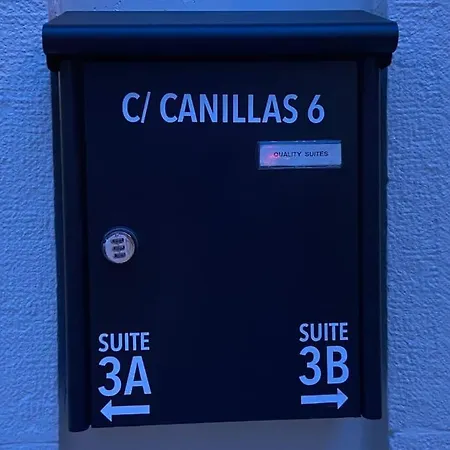 C/ CANILLAS 6
QUALITY SUITES
SUITE
3A
←
SUITE
3B
→